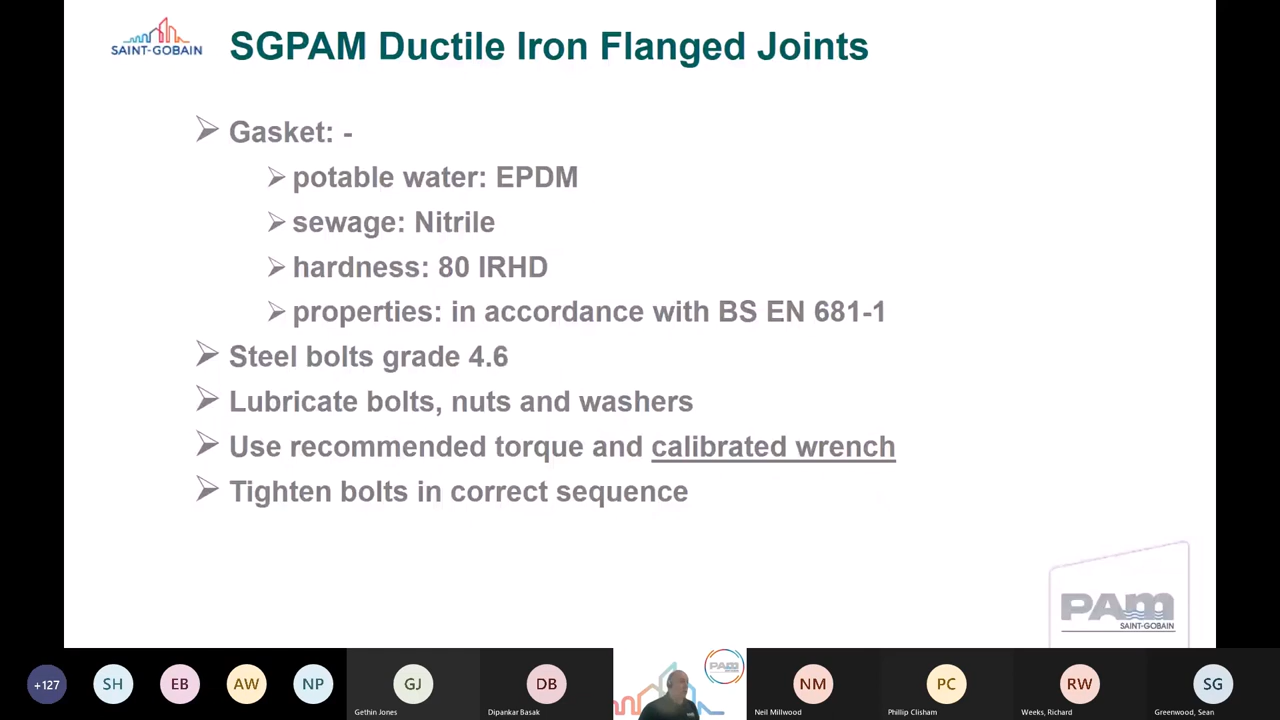 SAINT-GOBAIN
SGPAM Ductile Iron Flanged Joints
Gasket: -
potable water: EPDM
sewage: Nitrile
hardness: 80 IRHD
properties: in accordance with BS EN 681-1
Steel bolts grade 4.6
Lubricate bolts, nuts and washers
Use recommended torque and calibrated wrench
Tighten bolts in correct sequence
PAM
SAINT-GOBAIN
+127
SH
EB
AW
NP
GJ
Gethin Jones
DB
Dipankar Basak
PAM
NM
Neil Millwood
PC
Phillip Clisham
RW
Weeks, Richard
SG
Greenwood, Sean